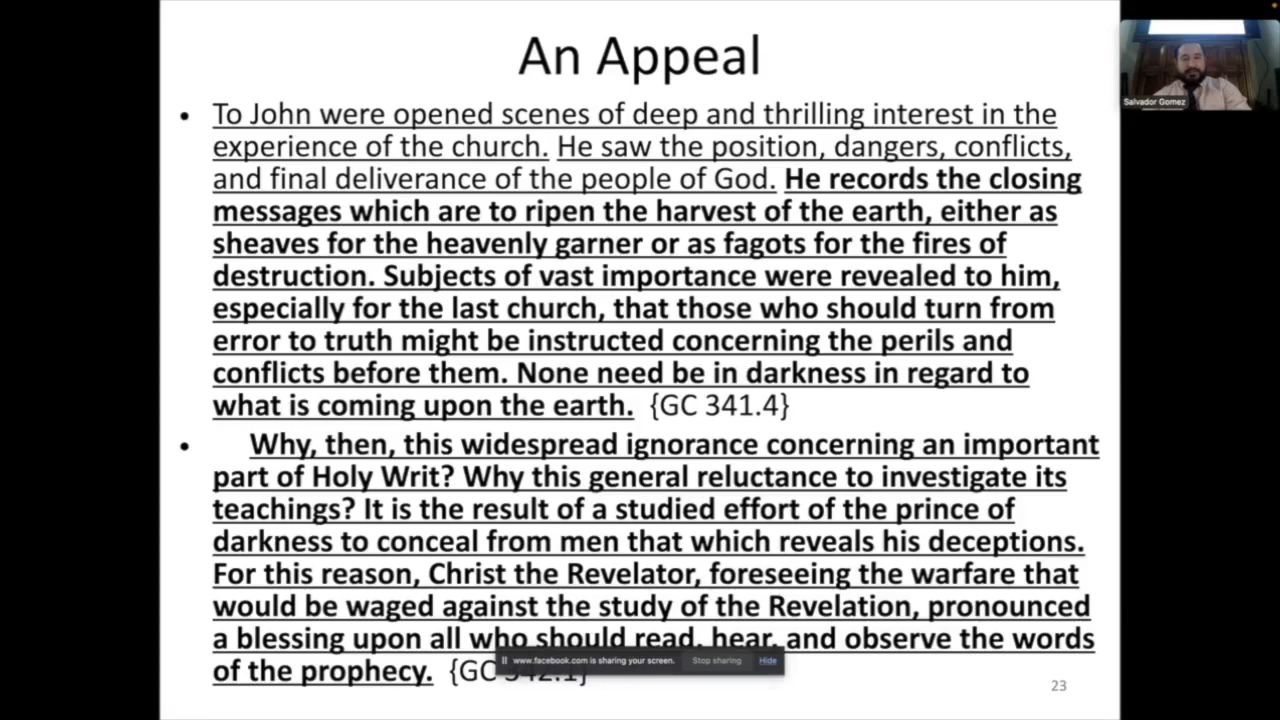 An Appeal
• To John were opened scenes of deep and thrilling interest in the
experience of the church. He saw the position, dangers, conflicts,
and final deliverance of the people of God. He records the closing
messages which are to ripen the harvest of the earth, either as
sheaves for the heavenly garner or as fagots for the fires of
destruction. Subjects of vast importance were revealed to him,
especially for the last church, that those who should turn from
error to truth might be instructed concerning the perils and
conflicts before them. None need be in darkness in regard to
what is coming upon the earth. {GC 341.4}
• Why, then, this widespread ignorance concerning an important
part of Holy Writ? Why this general reluctance to investigate its
teachings? It is the result of a studied effort of the prince of
darkness to conceal from men that which reveals his deceptions.
For this reason, Christ the Revelator, foreseeing the warfare that
would be waged against the study of the Revelation, pronounced
a blessing upon all who should read, hear, and observe the words
of the prophecy. {GC 342.1}
www.facebook.com is sharing your screen. Stop sharing Hide
23
Salvador Gomez